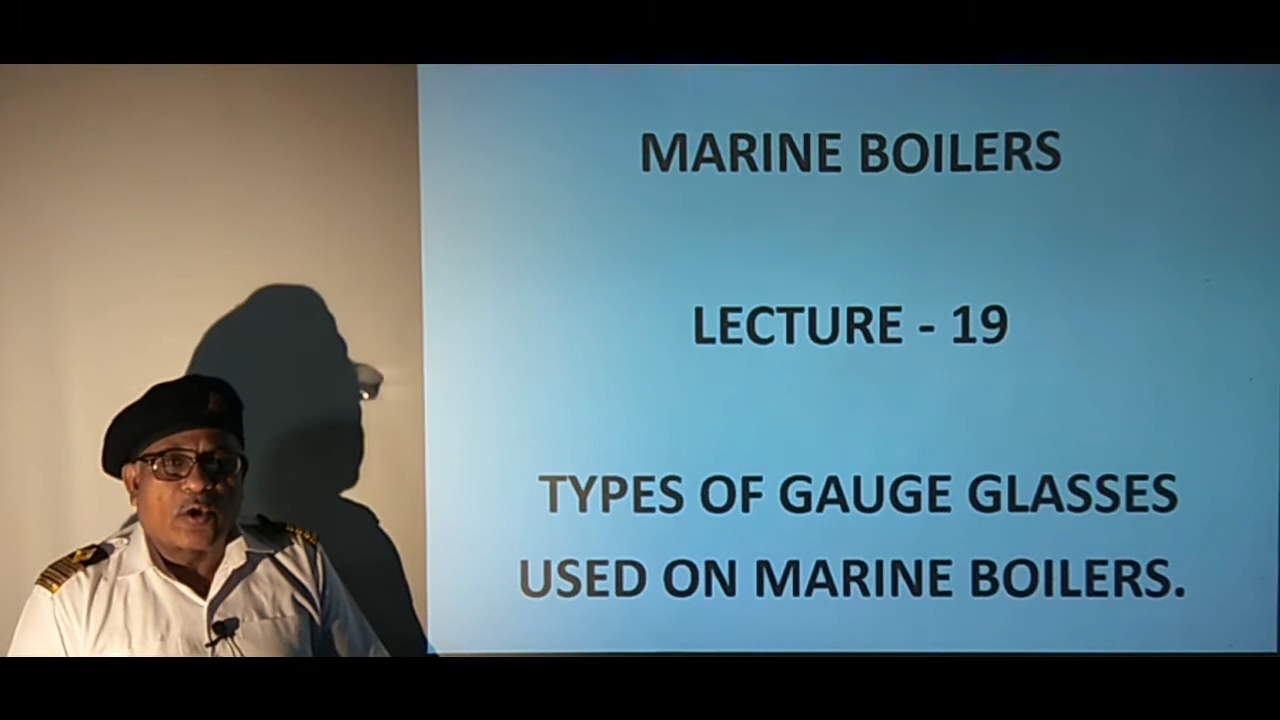 MARINE BOILERS
LECTURE - 19
TYPES OF GAUGE GLASSES
USED ON MARINE BOILERS.